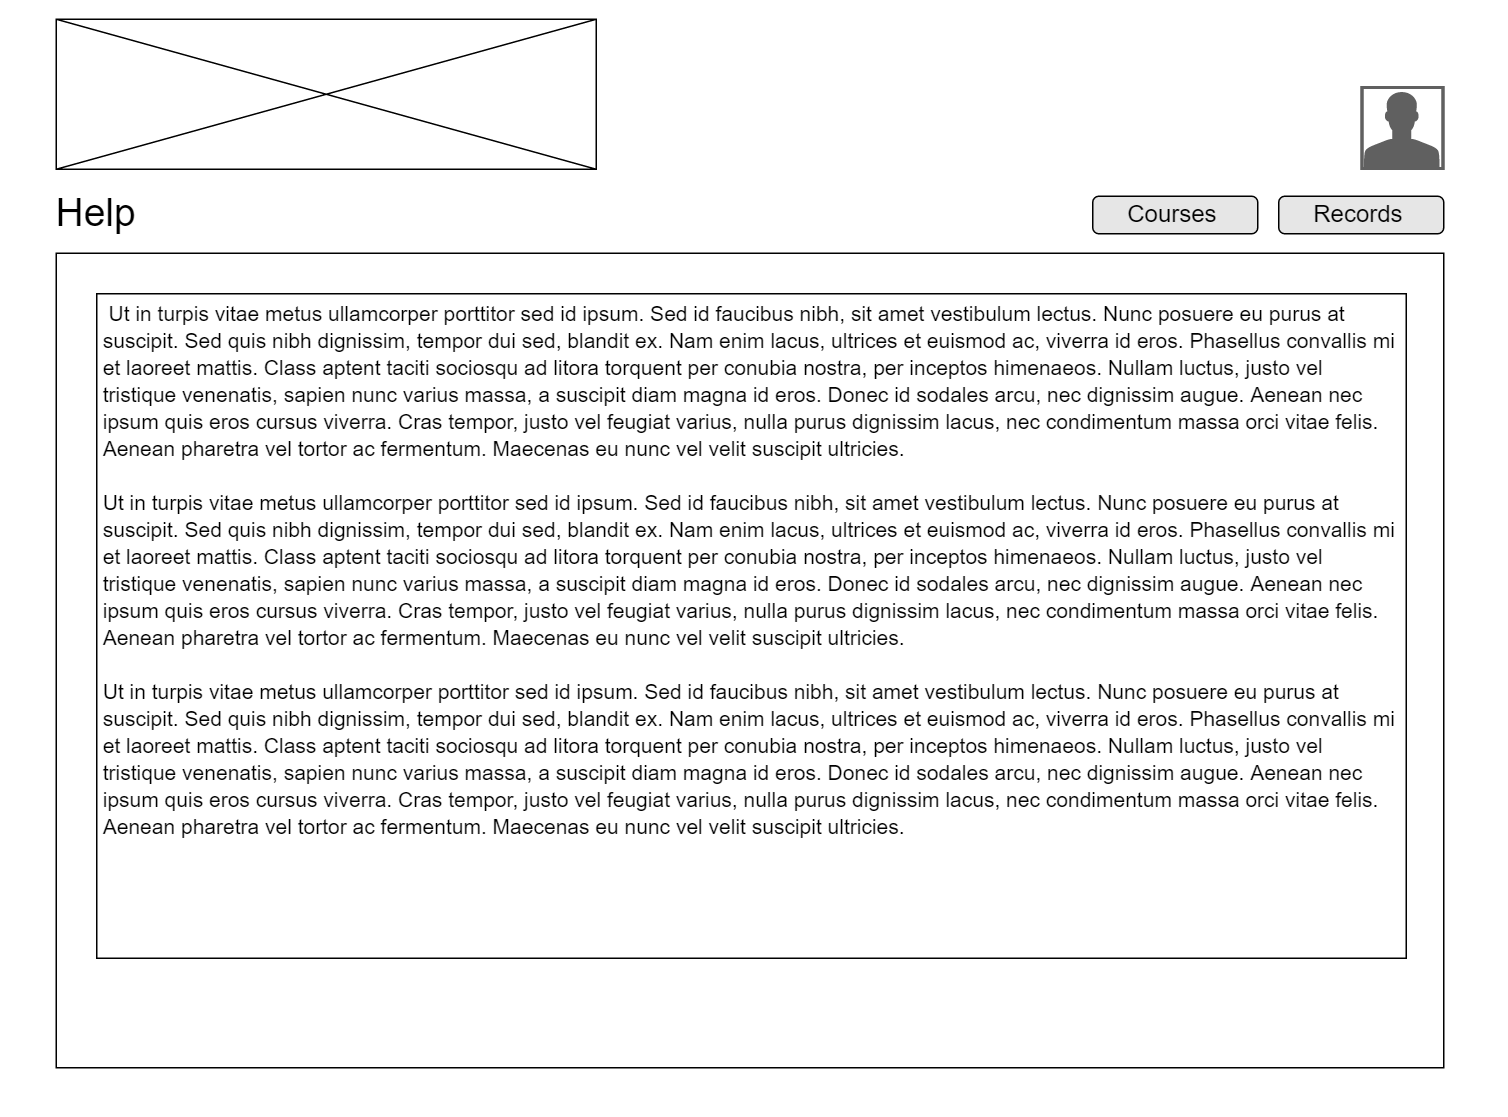 Help
Courses
Records
Ut in turpis vitae metus ullamcorper porttitor sed id ipsum. Sed id faucibus nibh, sit amet vestibulum lectus. Nunc posuere eu purus at
suscipit. Sed quis nibh dignissim, tempor dui sed, blandit ex. Nam enim lacus, ultrices et euismod ac, viverra id eros. Phasellus convallis mi
et laoreet mattis. Class aptent taciti sociosqu ad litora torquent per conubia nostra, per inceptos himenaeos. Nullam luctus, justo vel
tristique venenatis, sapien nunc varius massa, a suscipit diam magna id eros. Donec id sodales arcu, nec dignissim augue. Aenean nec
ipsum quis eros cursus viverra. Cras tempor, justo vel feugiat varius, nulla purus dignissim lacus, nec condimentum massa orci vitae felis.
Aenean pharetra vel tortor ac fermentum. Maecenas eu nunc vel velit suscipit ultricies.
Ut in turpis vitae metus ullamcorper porttitor sed id ipsum. Sed id faucibus nibh, sit amet vestibulum lectus. Nunc posuere eu purus at
suscipit. Sed quis nibh dignissim, tempor dui sed, blandit ex. Nam enim lacus, ultrices et euismod ac, viverra id eros. Phasellus convallis mi
et laoreet mattis. Class aptent taciti sociosqu ad litora torquent per conubia nostra, per inceptos himenaeos. Nullam luctus, justo vel
tristique venenatis, sapien nunc varius massa, a suscipit diam magna id eros. Donec id sodales arcu, nec dignissim augue. Aenean nec
ipsum quis eros cursus viverra. Cras tempor, justo vel feugiat varius, nulla purus dignissim lacus, nec condimentum massa orci vitae felis.
Aenean pharetra vel tortor ac fermentum. Maecenas eu nunc vel velit suscipit ultricies.
Ut in turpis vitae metus ullamcorper porttitor sed id ipsum. Sed id faucibus nibh, sit amet vestibulum lectus. Nunc posuere eu purus at
suscipit. Sed quis nibh dignissim, tempor dui sed, blandit ex. Nam enim lacus, ultrices et euismod ac, viverra id eros. Phasellus convallis mi
et laoreet mattis. Class aptent taciti sociosqu ad litora torquent per conubia nostra, per inceptos himenaeos. Nullam luctus, justo vel
tristique venenatis, sapien nunc varius massa, a suscipit diam magna id eros. Donec id sodales arcu, nec dignissim augue. Aenean nec
ipsum quis eros cursus viverra. Cras tempor, justo vel feugiat varius, nulla purus dignissim lacus, nec condimentum massa orci vitae felis.
Aenean pharetra vel tortor ac fermentum. Maecenas eu nunc vel velit suscipit ultricies.